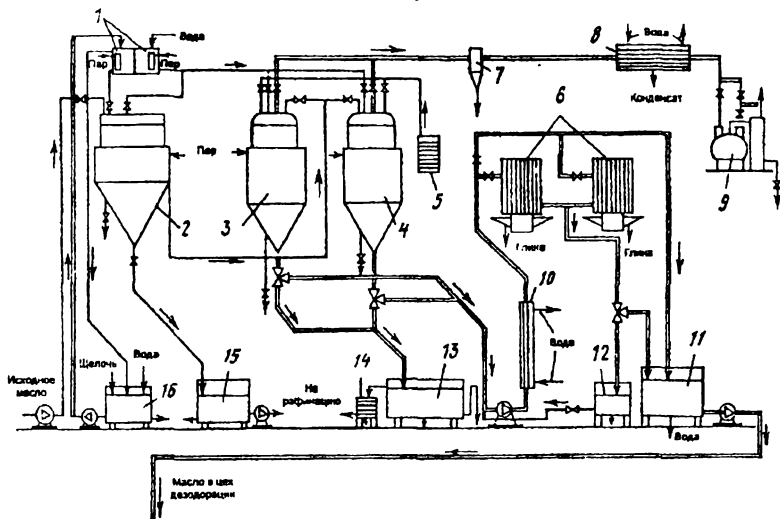 1
Вода
Пар
Пар
8
Вода
7
Конденсат
6
9
Пар
5
2
3
4
Глина
Глина
10
Вода
Щелочь
Вода
15
На
рафинацию
14
13
12
11
Исходное
масло
16
Вода
Масло в цех
дезодорации